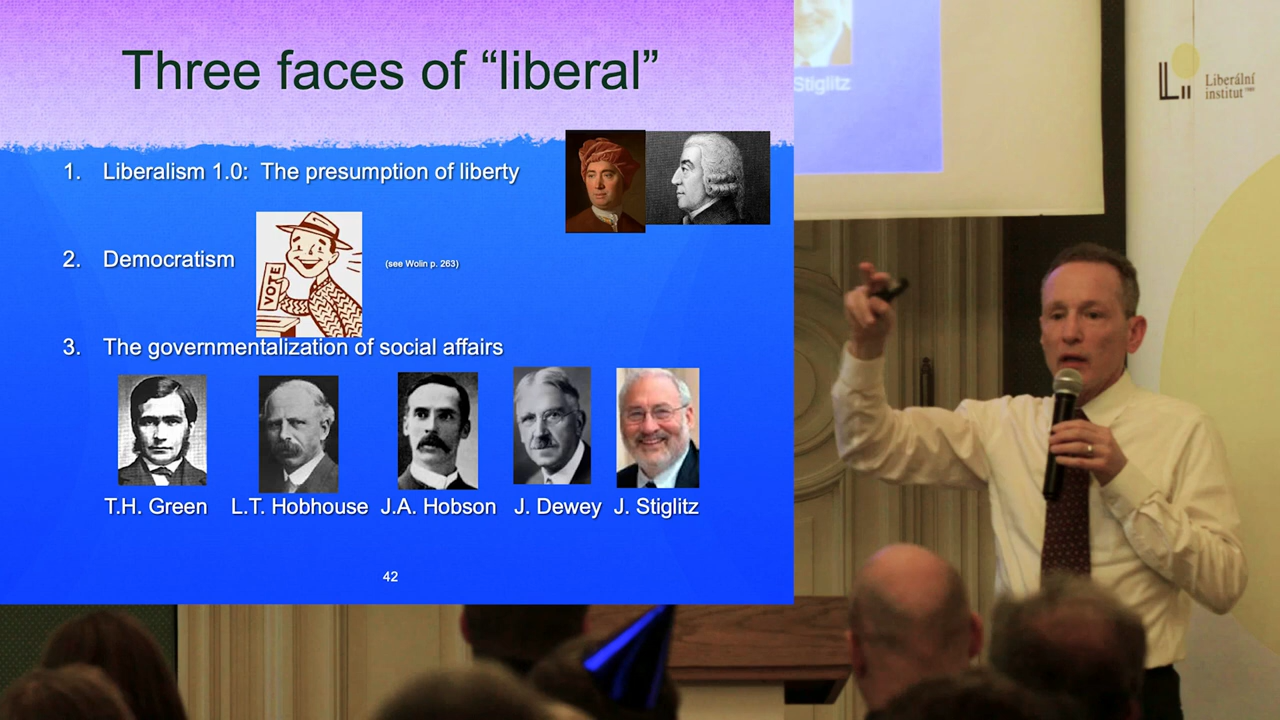 Three faces of “liberal”
1. Liberalism 1.0: The presumption of liberty
2. Democratism
(see Wolin p. 263)
VOTE
3. The governmentalization of social affairs
T.H. Green L.T. Hobhouse J.A. Hobson J. Dewey J. Stiglitz
42
Stiglitz
Liberální
institut